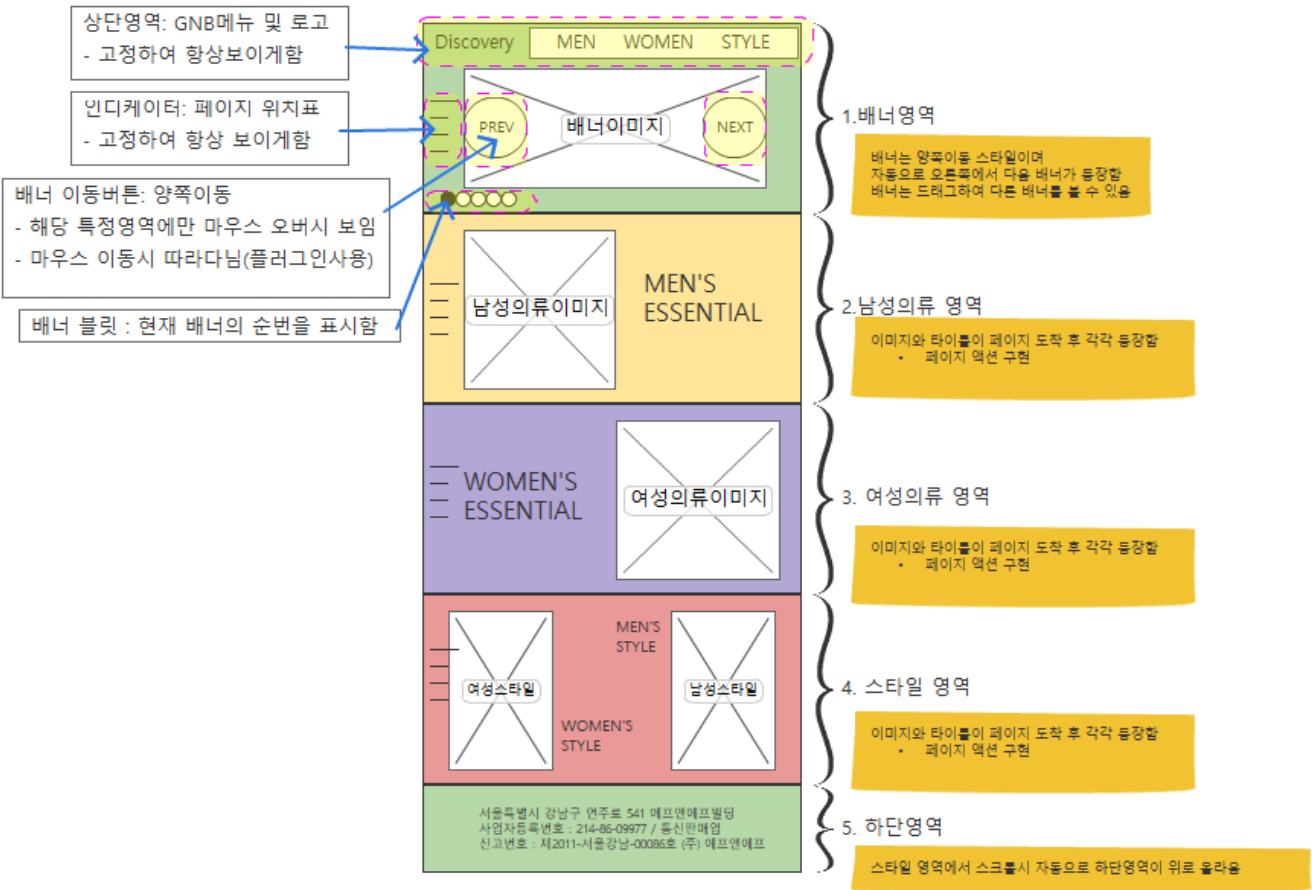 상단영역: GNB메뉴 및 로고
- 고정하여 항상보이게함
인디케이터: 페이지 위치표
- 고정하여 항상 보이게함
배너 이동버튼: 양쪽이동
- 해당 특정영역에만 마우스 오버시 보임
- 마우스 이동시 따라다님(플러그인사용)
배너 블릿 : 현재 배너의 순번을 표시함
Discovery MEN WOMEN STYLE
PREV 배너이미지 NEXT
1.배너영역
배너는 양쪽이동 스타일이며
자동으로 오른쪽에서 다음 배너가 등장함
배너는 드래그하여 다른 배너를 볼 수 있음
남성의류이미지
MEN'S
ESSENTIAL
2.남성의류 영역
이미지와 타이틀이 페이지 도착 후 각각 등장함
• 페이지 액션 구현
WOMEN'S
ESSENTIAL
여성의류이미지
3. 여성의류 영역
이미지와 타이틀이 페이지 도착 후 각각 등장함
• 페이지 액션 구현
여성스타일
MEN'S
STYLE
남성스타일
WOMEN'S
STYLE
4. 스타일 영역
이미지와 타이틀이 페이지 도착 후 각각 등장함
• 페이지 액션 구현
서울특별시 강남구 언주로 541 에프앤에프빌딩
사업자등록번호 : 214-86-09977 / 통신판매업
신고번호 : 제2011-서울강남-00086호 (주) 에프앤에프
5. 하단영역
스타일 영역에서 스크롤시 자동으로 하단영역이 위로 올라옴